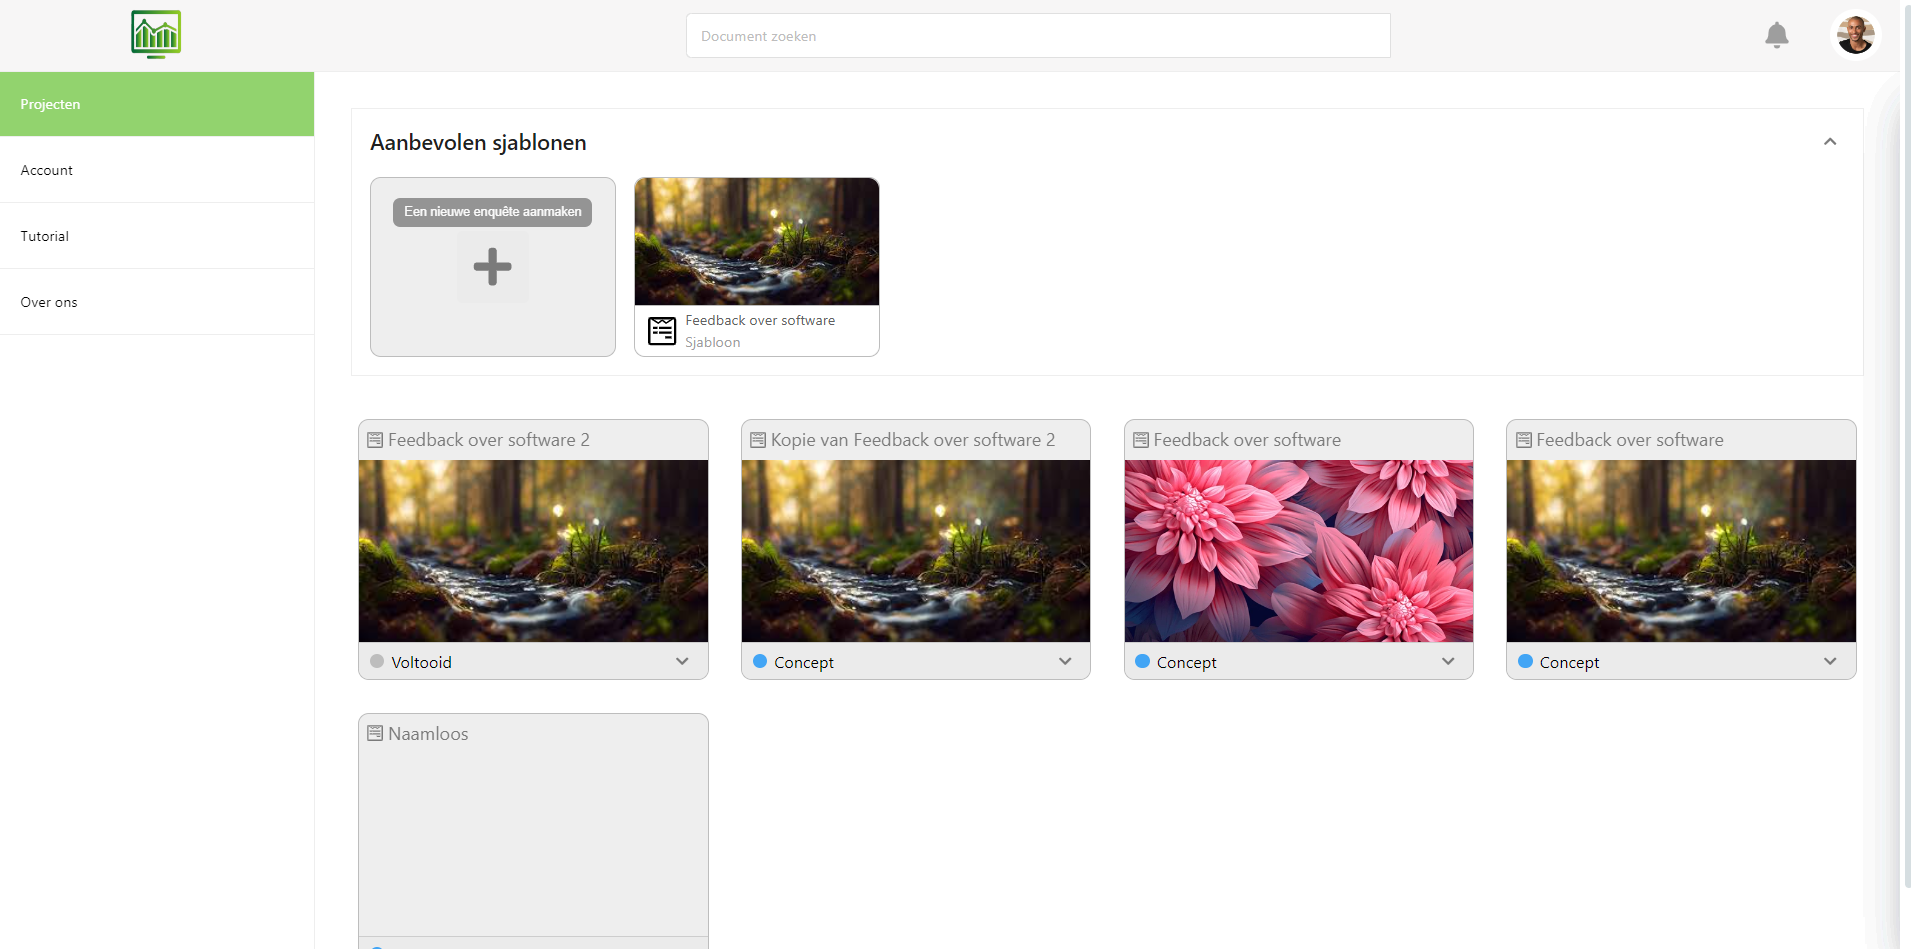 Document zoeken
Projecten
Account
Tutorial
Over ons
Aanbevolen sjablonen
Een nieuwe enquête aanmaken
Feedback over software
Sjabloon
Feedback over software 2
Kopie van Feedback over software 2
Feedback over software
Feedback over software
Voltooid
Concept
Concept
Concept
Naamloos